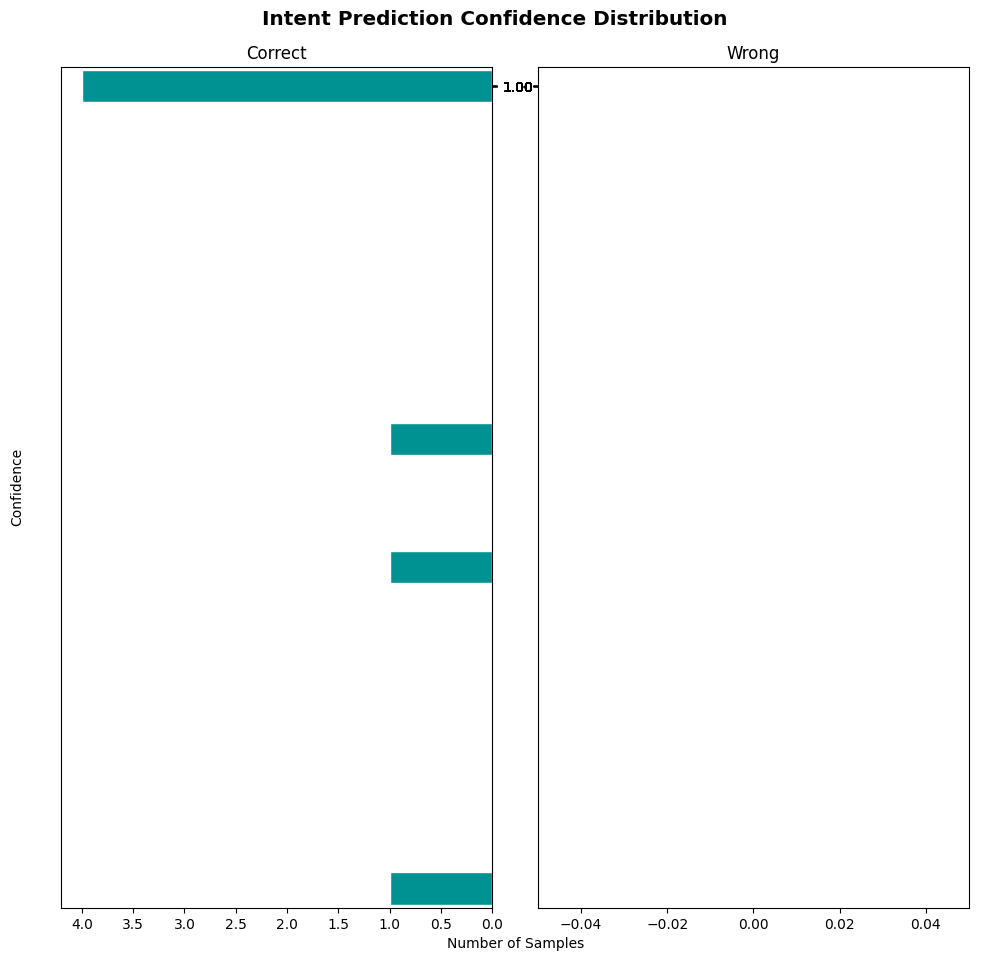 Intent Prediction Confidence Distribution
Correct
Wrong
1.00
Confidence
4.0 3.5 3.0 2.5 2.0 1.5 1.0 0.5 0.0
−0.04 −0.02 0.00 0.02 0.04
Number of Samples